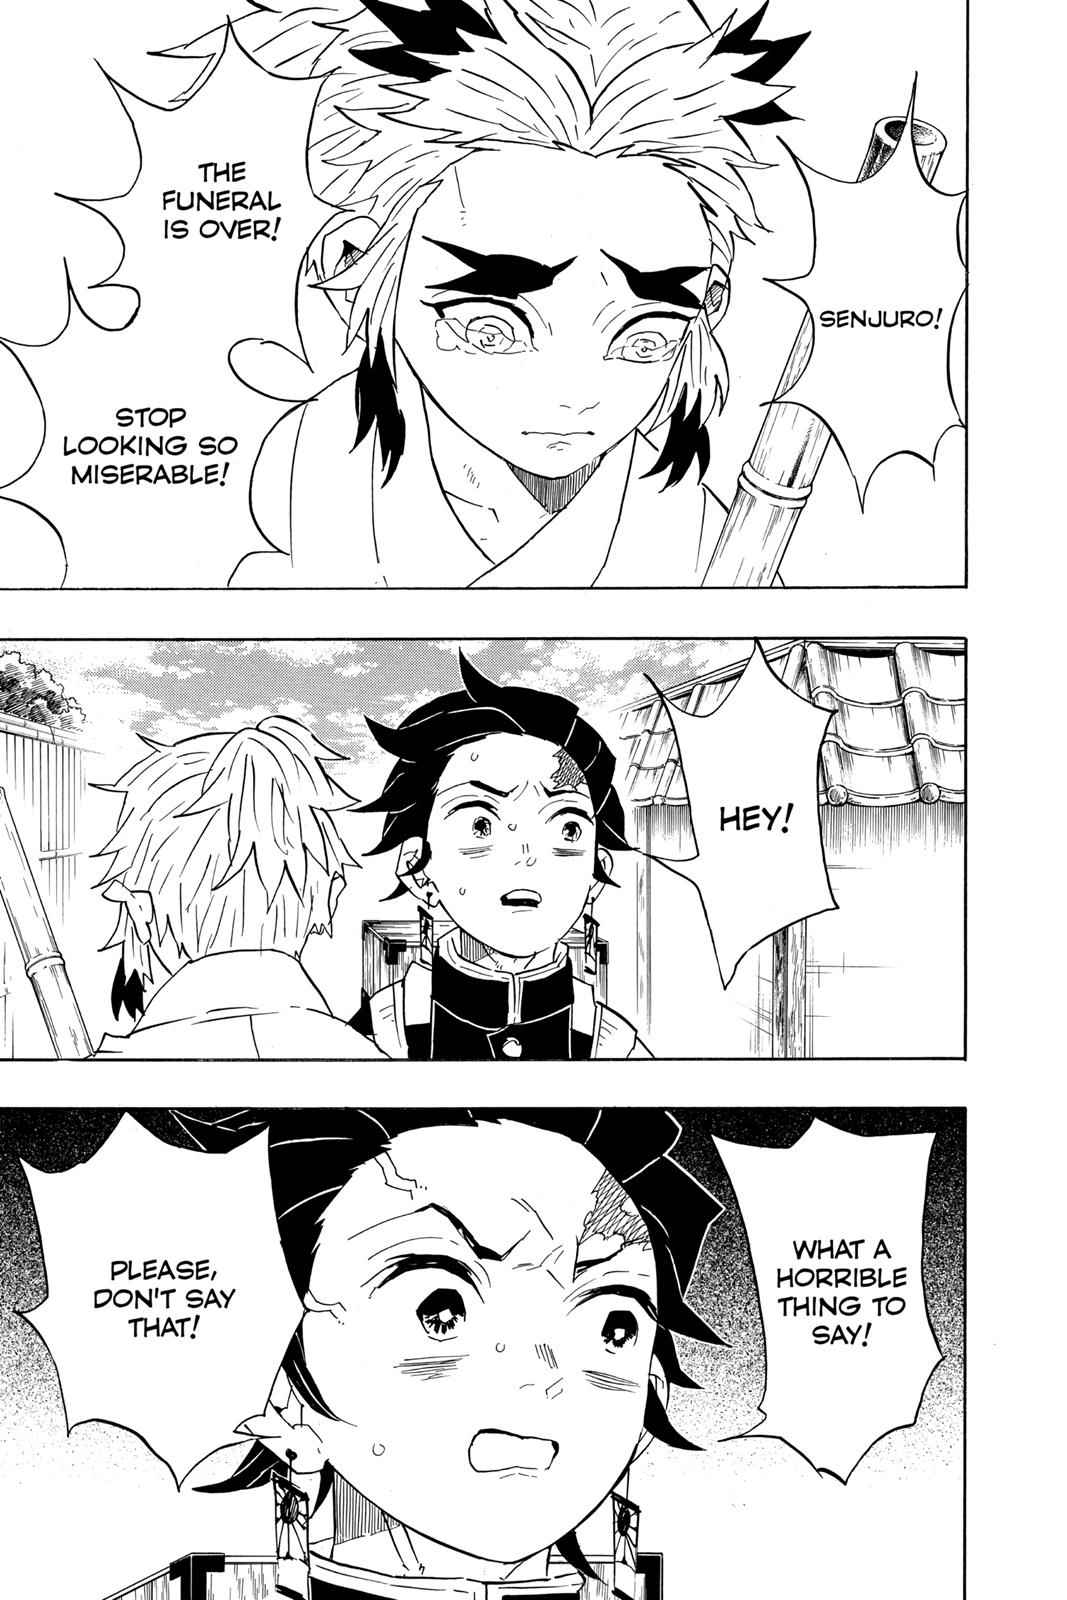 SENJURO!
THE
FUNERAL
IS OVER!
STOP
LOOKING SO
MISERABLE!
HEY!
WHAT A
HORRIBLE
THING TO
SAY!
PLEASE,
DON'T SAY
THAT!